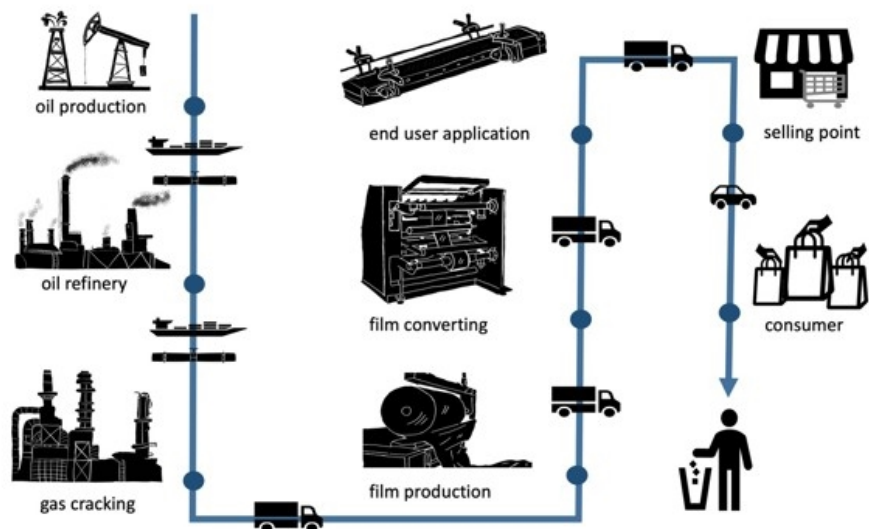 oil production
oil refinery
gas cracking
film production
film converting
end user application
selling point
consumer